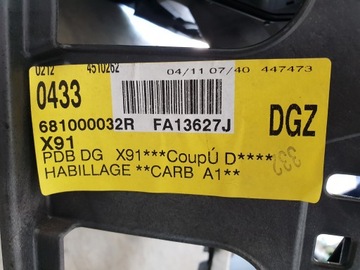 0212 4510262
04/11 07/40 447473
0433
681000032R FA13627J
DGZ
X91
PDB DG X91***CoupÚ D****
HABILLAGE **CARB A1**
333